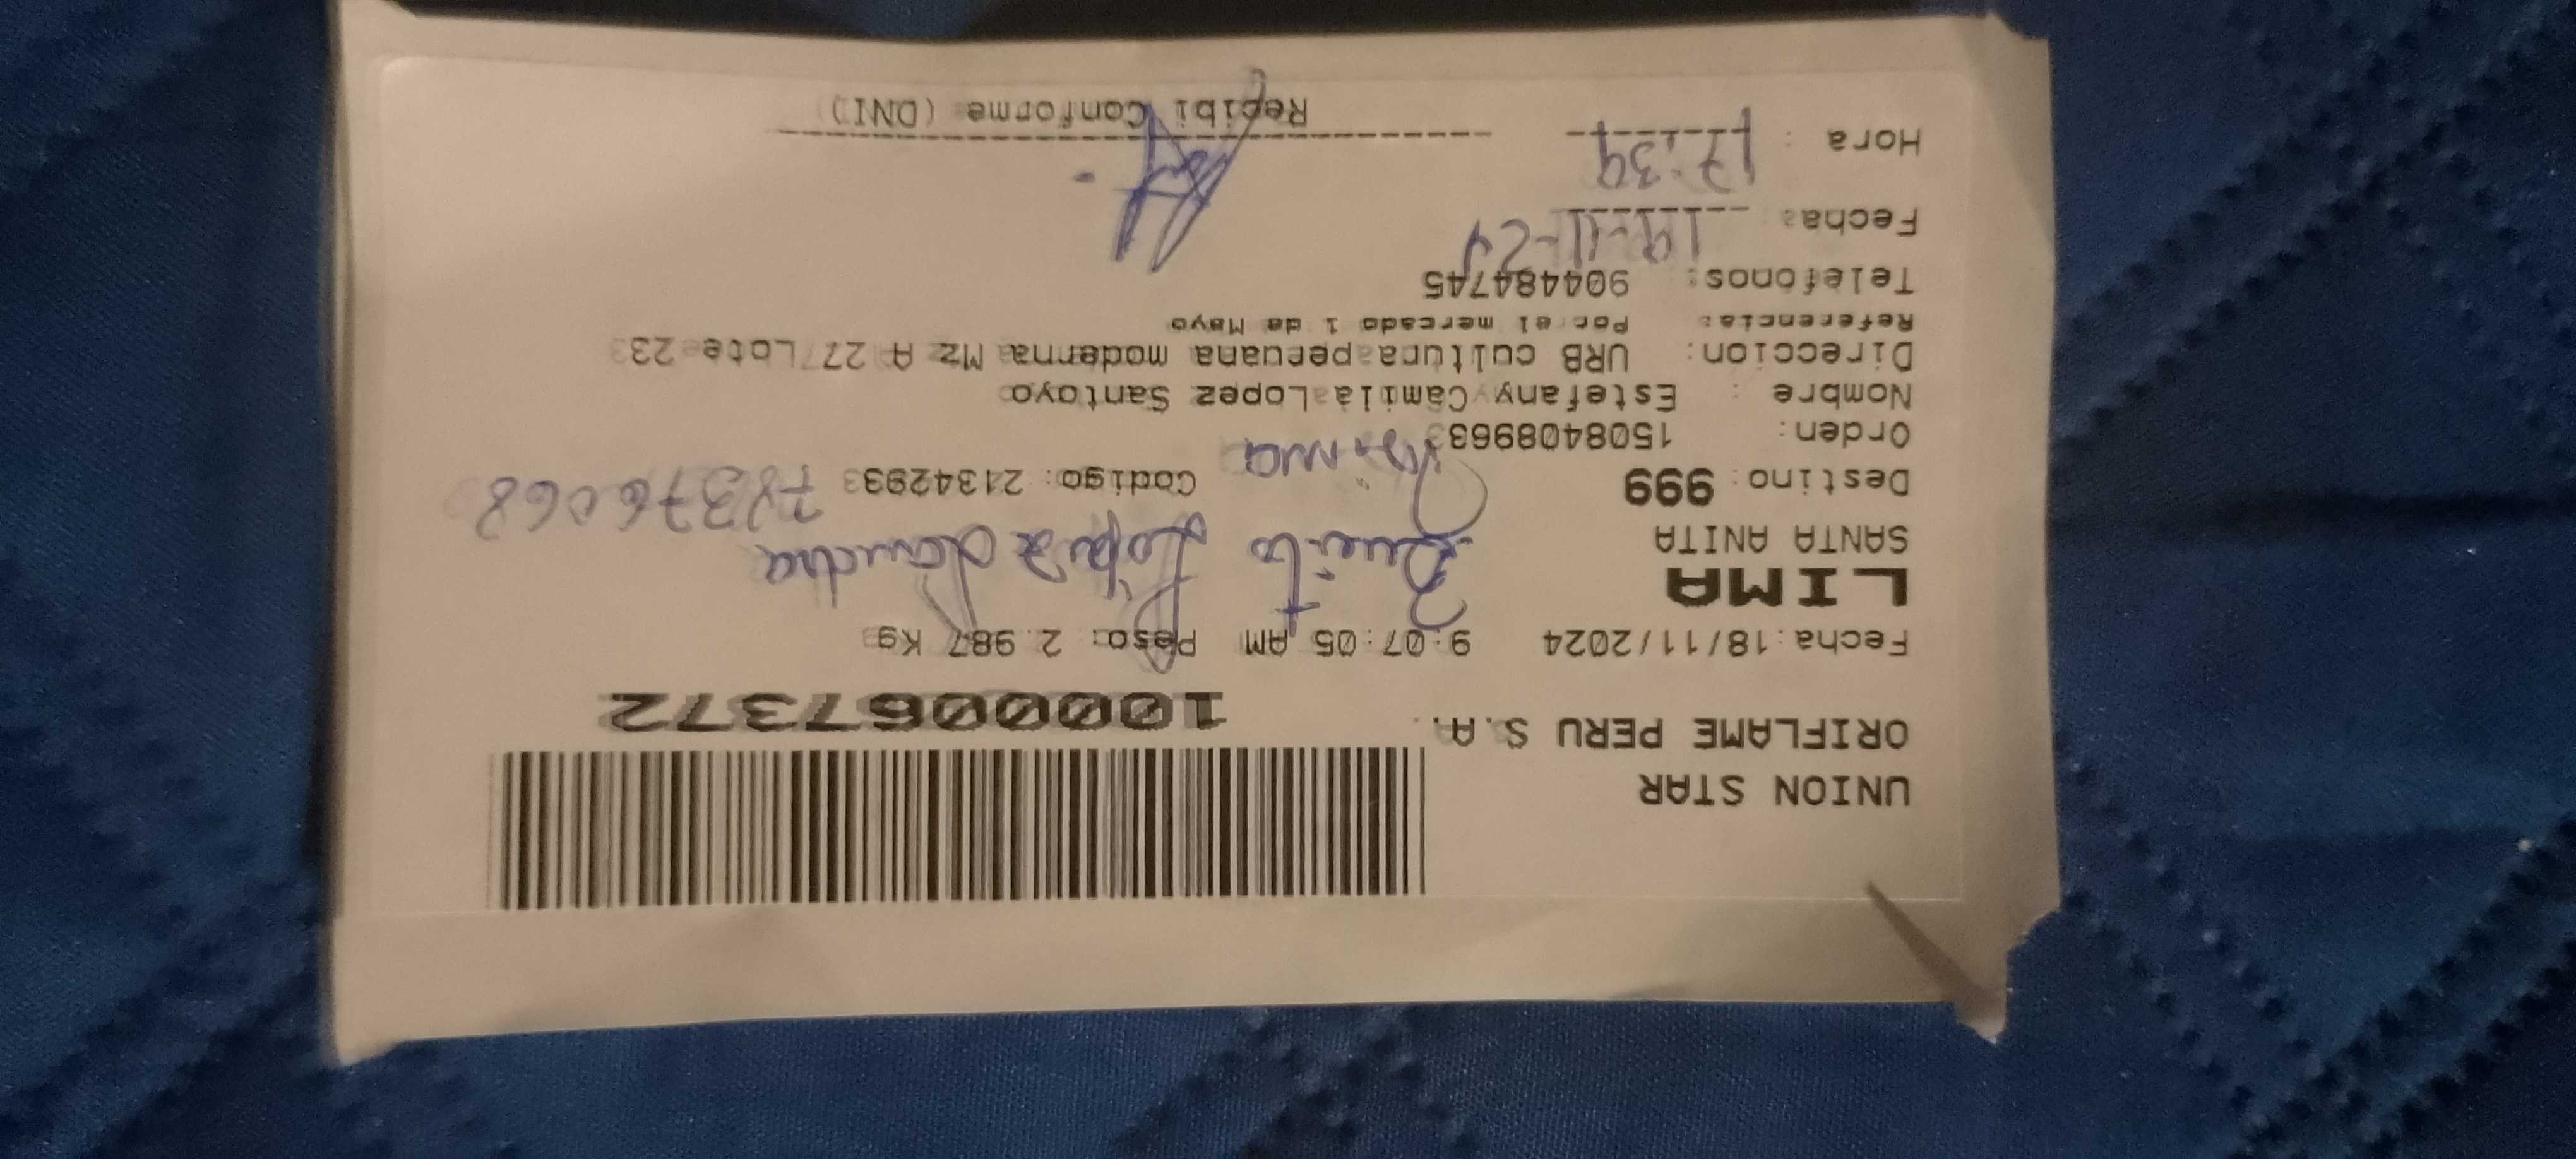 UNION STAR
ORIFLAME PERU S.A.
1000067372
Fecha:18/11/2024 9:07:05 AM Peso: 2.987 Kg
LIMA
SANTA ANITA
Lopez Sandra
Destino: 999 Codigo: 2134293 78376068
Orden: 1508408963
Nombre : Estefany Camila Lopez Santoyo
Direccion: URB cultura peruana moderna Mz A 27 Lote 23
Referencia: Por el mercado 1 de Mayo
Telefonos: 904484745
Fecha: 19-11-24
Hora : 17:39
Recibi Conforme (DNI)